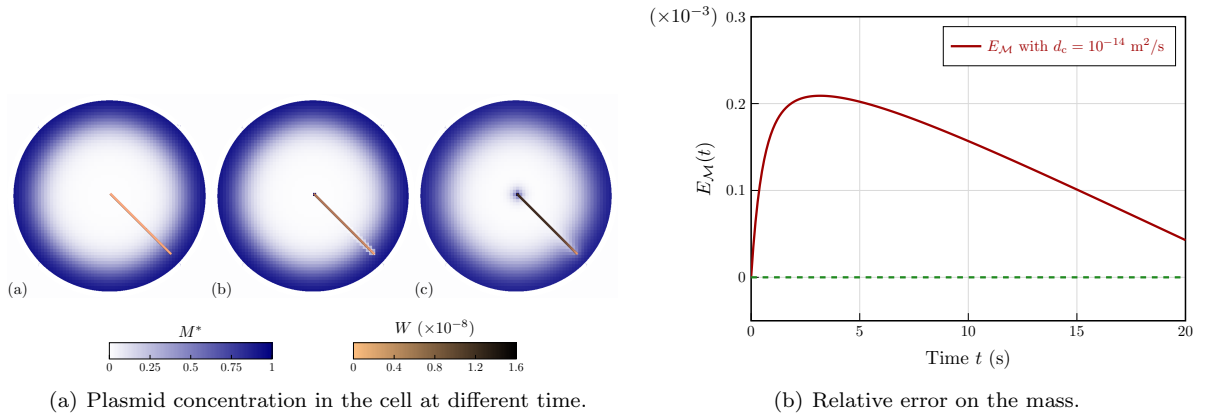 (a)
(b)
(c)
M* W (×10⁻⁸)
0 0.25 0.5 0.75 1 0 0.4 0.8 1.2 1.6
(a) Plasmid concentration in the cell at different time.
(×10⁻³) 0.3
E_ℳ with d_c = 10⁻¹⁴ m²/s
0.2
E_ℳ(t)
0.1
0
0 5 10 15 20
Time t (s)
(b) Relative error on the mass.